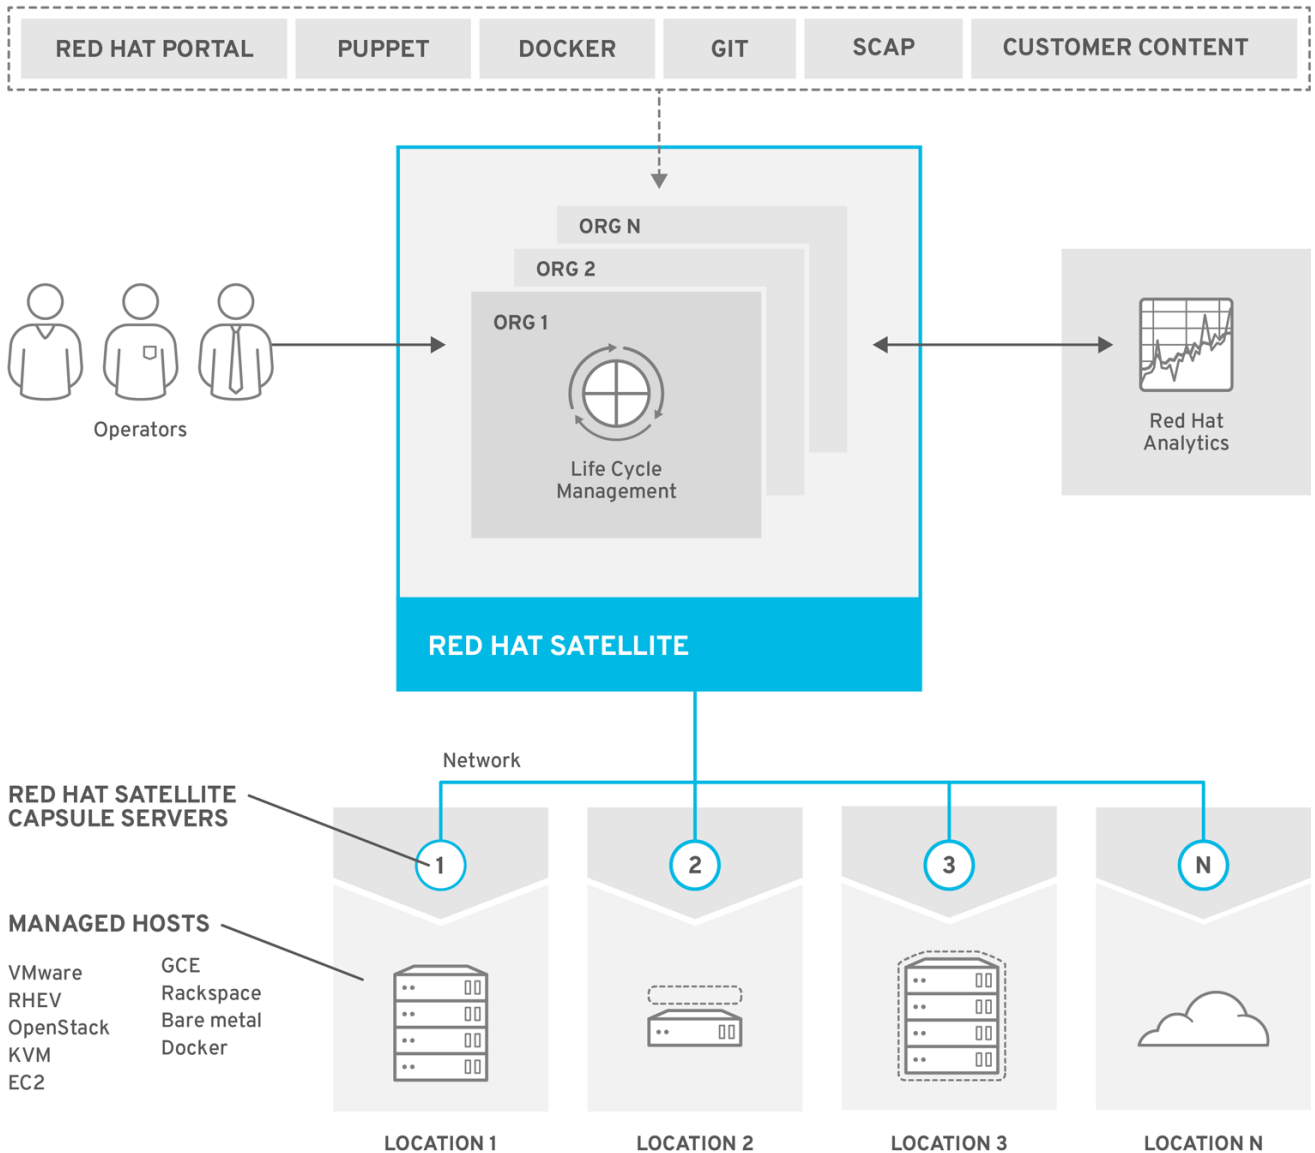 RED HAT PORTAL
PUPPET
DOCKER
GIT
SCAP
CUSTOMER CONTENT
ORG N
ORG 2
ORG 1
Life Cycle
Management
Operators
Red Hat
Analytics
RED HAT SATELLITE
Network
RED HAT SATELLITE
CAPSULE SERVERS
1
2
3
N
MANAGED HOSTS
VMware
RHEV
OpenStack
KVM
EC2
GCE
Rackspace
Bare metal
Docker
LOCATION 1
LOCATION 2
LOCATION 3
LOCATION N